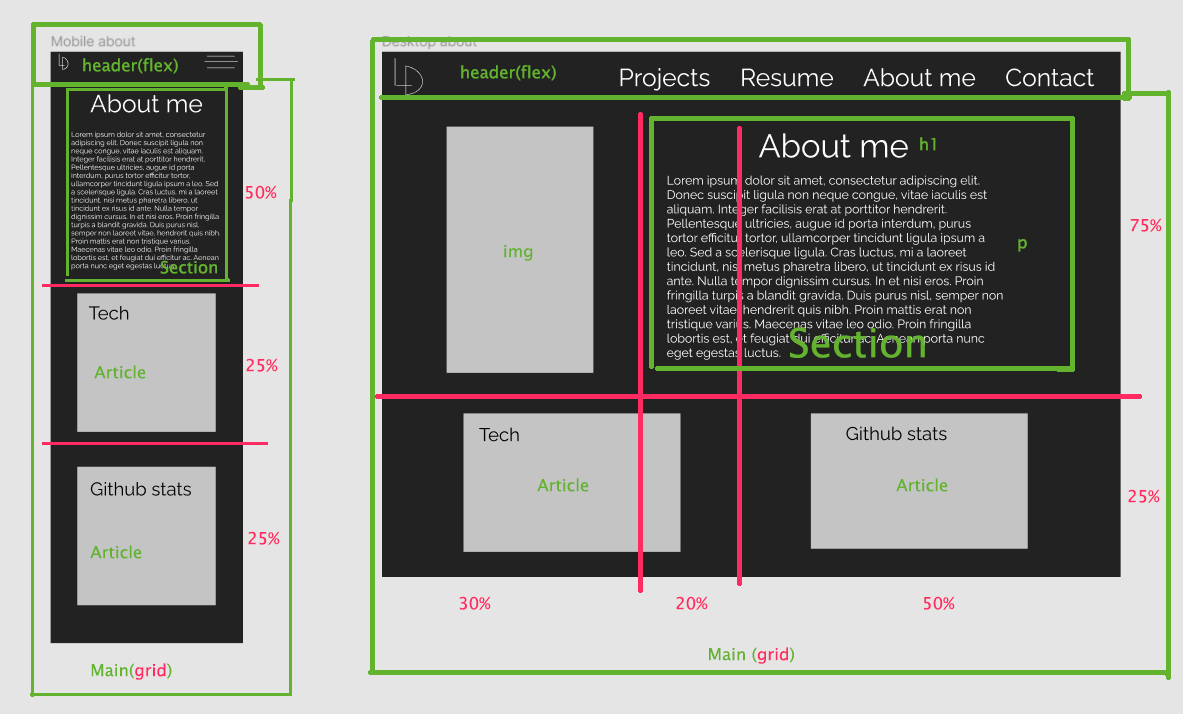 Mobile about
header(flex)
About me
Lorem ipsum dolor sit amet, consectetur
adipiscing elit. Donec suscipit ligula non
neque congue, vitae iaculis est aliquam.
Integer facilisis erat at porttitor hendrerit.
Pellentesque ultricies, augue id porta
interdum, purus tortor efficitur tortor,
ullamcorper tincidunt ligula ipsum a leo. Sed
a scelerisque ligula. Cras luctus, mi a laoreet
tincidunt, nisi metus pharetra libero, ut
tincidunt ex risus id ante. Nulla tempor
dignissim cursus. In et nisi eros. Proin fringilla
turpis a blandit gravida. Duis purus nisl,
semper non laoreet vitae, hendrerit quis nibh.
Proin mattis erat non tristique varius.
Maecenas vitae leo odio. Proin fringilla
lobortis est, et feugiat dui efficitur ac. Aenean
porta nunc eget egestas luctus.
Section
50%
Tech
Article
25%
Github stats
Article
25%
Main(grid)
Desktop about
header(flex)
Projects Resume About me Contact
img
About me h1
Lorem ipsum dolor sit amet, consectetur adipiscing elit.
Donec suscipit ligula non neque congue, vitae iaculis est
aliquam. Integer facilisis erat at porttitor hendrerit.
Pellentesque ultricies, augue id porta interdum, purus
tortor efficitur tortor, ullamcorper tincidunt ligula ipsum a
leo. Sed a scelerisque ligula. Cras luctus, mi a laoreet
tincidunt, nisi metus pharetra libero, ut tincidunt ex risus id
ante. Nulla tempor dignissim cursus. In et nisi eros. Proin
fringilla turpis a blandit gravida. Duis purus nisl, semper non
laoreet vitae, hendrerit quis nibh. Proin mattis erat non
tristique varius. Maecenas vitae leo odio. Proin fringilla
lobortis est, et feugiat dui efficitur ac. Aenean porta nunc
eget egestas luctus.
p
Section
75%
Tech
Article
Github stats
Article
25%
30% 20% 50%
Main (grid)